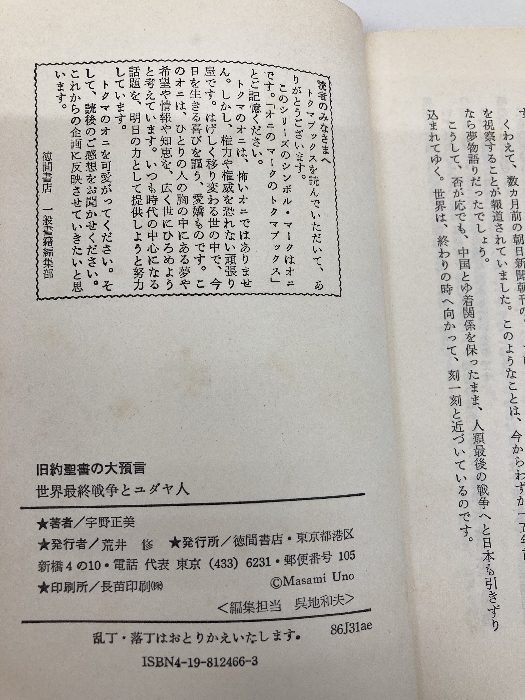 す
くわえて、数ヵ月前の朝日新聞朝刊の
を視察することが報道されていました。このようなことは、今からわずか一五年前
なら夢物語りだったでしょう。
こうして、否が応でも、中国とゆ着関係を保ったまま、人類最後の戦争へと日本も引きずり
込まれてゆく。世界は、終わりの時へ向かって、刻一刻と近づいているのです。
読者のみなさまへ
トクマブックスを読んでいただいて、あ
りがとうございます。
このシリーズのシンボル・マークはオニ
です。「オニのマークのトクマブックス」
とご記憶ください。
トクマのオニは、怖いオニではありませ
ん。しかし、権力や権威を恐れない頑張り
屋です。はげしく移り変わる世の中で、今
日を生きる喜びを謳う、愛嬌ものです。こ
のオニは、ひとりの人の胸の中にある夢や
希望や情報や知恵を、広く世にひろめよう
と考えています。いつも時代の中心になる
話題を、明日の力として提供しようと努力
しています。
トクマのオニを可愛がってください。そ
して、読後のご感想をお聞かせください。
これからの企画に反映させていきたいと思
います。
徳間書店 一般書籍編集部
旧約聖書の大預言
世界最終戦争とユダヤ人
★著者/宇野正美
★発行者/荒井 修 ★発行所/徳間書店・東京都港区
新橋4の10・電話 代表 東京 (433) 6231・郵便番号 105
★印刷所/長苗印刷㈱ ©Masami Uno
<編集担当 呉地和夫>
乱丁・落丁はおとりかえいたします。 86J31ae
ISBN4-19-812466-3